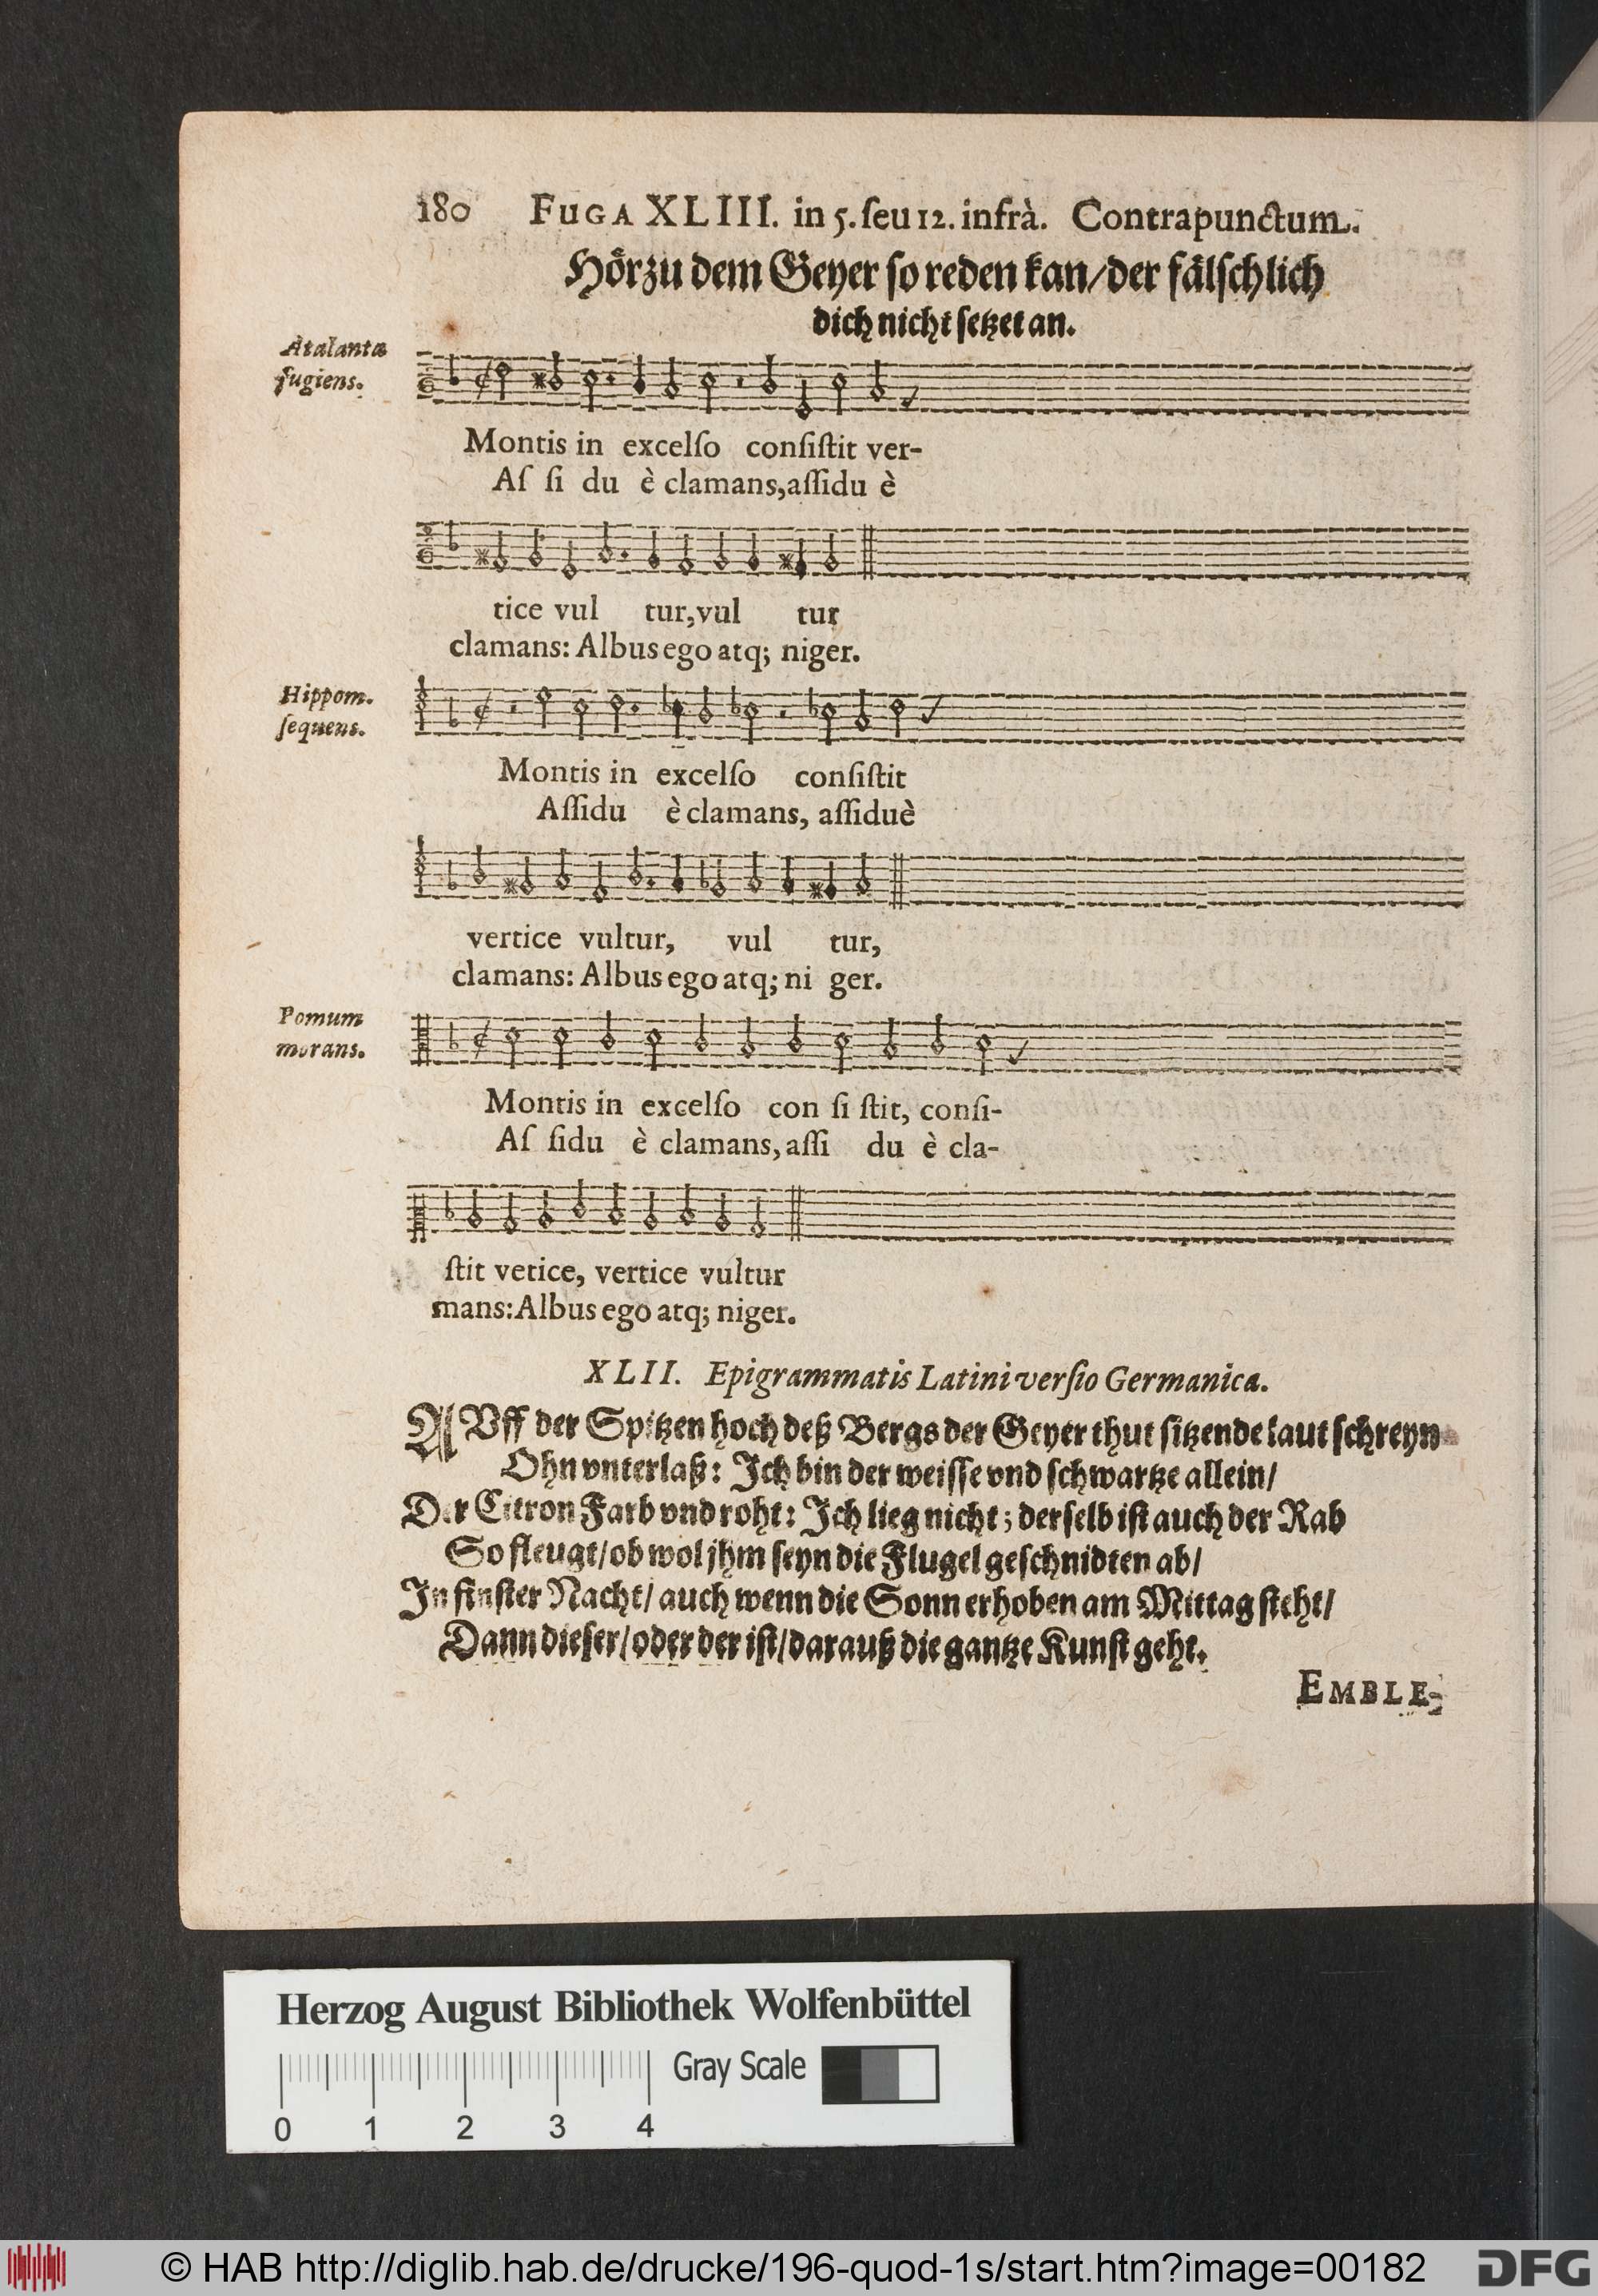 180 FUGA XLIII. in 5. ſeu 12. infrà. Contrapunctum.
Hörzu dem Geyer ſo reden kan/der fälſchlich
dich nicht ſetzet an.
Atalanta
fugiens.
Montis in excelſo conſiſtit ver-
Aſ ſi du è clamans,aſſidu è
tice vul tur,vul tur
clamans: Albus ego atq; niger.
Hippom.
ſequens.
Montis in excelſo conſiſtit
Aſſidu è clamans, aſſiduè
vertice vultur, vul tur,
clamans: Albus ego atq; ni ger.
Pomum
morans.
Montis in excelſo con ſi ſtit, conſi-
Aſ ſidu è clamans, aſſi du è cla-
ſtit vetice, vertice vultur
mans:Albus ego atq; niger.
XLII. Epigrammatis Latini verſio Germanica.
AVff der Spitzen hoch deß Bergs der Geyer thut ſitzende laut ſchreyn
Ohn vnterlaß: Ich bin der weiſſe vnd ſchwartze allein/
Der Citron Farb vnd roht: Ich lieg nicht; derſelb iſt auch der Rab
So fleugt/ob wol jhm ſeyn die Flugel geſchnidten ab/
In finſter Nacht/ auch wenn die Sonn erhoben am Mittag ſteht/
Dann dieſer/oder der iſt/darauß die gantze Kunſt geht.
EMBLE-
Herzog August Bibliothek Wolfenbüttel
Gray Scale
0 1 2 3 4
© HAB http://diglib.hab.de/drucke/196-quod-1s/start.htm?image=00182
DFG